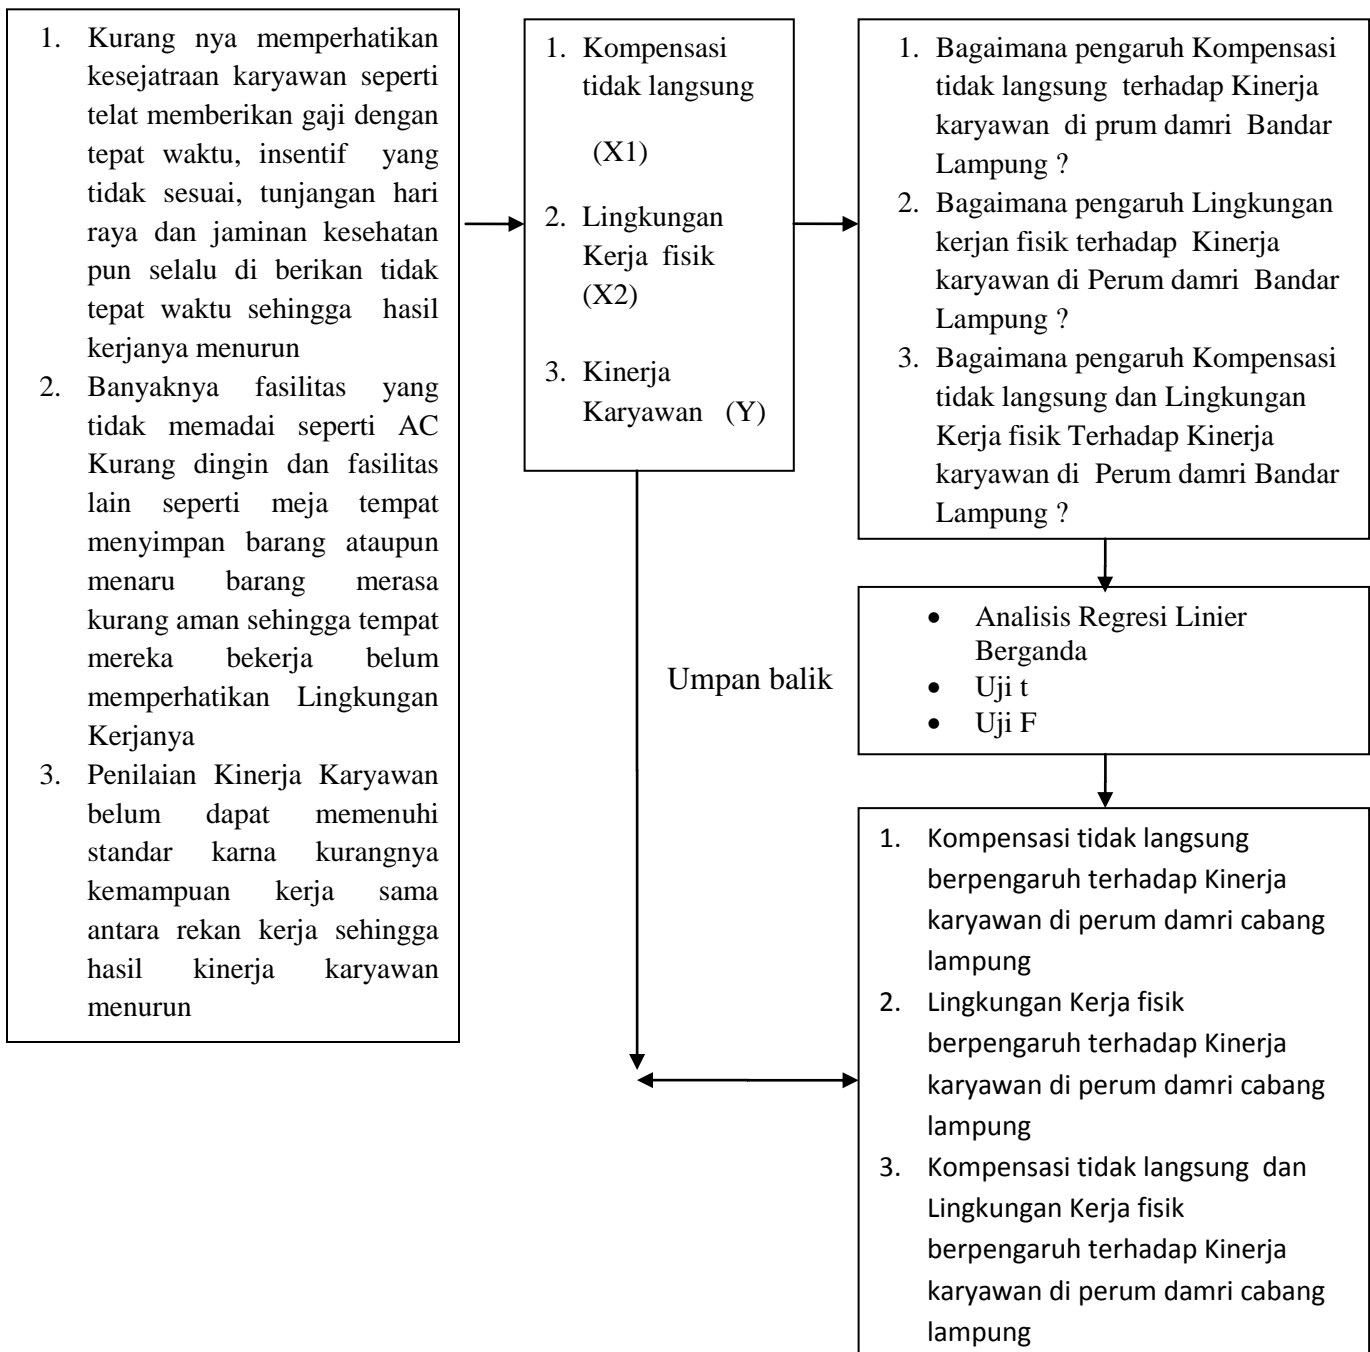 1. Kurang nya memperhatikan
kesejatraan karyawan seperti
telat memberikan gaji dengan
tepat waktu, insentif yang
tidak sesuai, tunjangan hari
raya dan jaminan kesehatan
pun selalu di berikan tidak
tepat waktu sehingga hasil
kerjanya menurun
2. Banyaknya fasilitas yang
tidak memadai seperti AC
Kurang dingin dan fasilitas
lain seperti meja tempat
menyimpan barang ataupun
menaru barang merasa
kurang aman sehingga tempat
mereka bekerja belum
memperhatikan Lingkungan
Kerjanya
3. Penilaian Kinerja Karyawan
belum dapat memenuhi
standar karna kurangnya
kemampuan kerja sama
antara rekan kerja sehingga
hasil kinerja karyawan
menurun
1. Kompensasi
tidak langsung
(X1)
2. Lingkungan
Kerja fisik
(X2)
3. Kinerja
Karyawan (Y)
1. Bagaimana pengaruh Kompensasi
tidak langsung terhadap Kinerja
karyawan di prum damri Bandar
Lampung ?
2. Bagaimana pengaruh Lingkungan
kerjan fisik terhadap Kinerja
karyawan di Perum damri Bandar
Lampung ?
3. Bagaimana pengaruh Kompensasi
tidak langsung dan Lingkungan
Kerja fisik Terhadap Kinerja
karyawan di Perum damri Bandar
Lampung ?
• Analisis Regresi Linier
Berganda
• Uji t
• Uji F
Umpan balik
1. Kompensasi tidak langsung
berpengaruh terhadap Kinerja
karyawan di perum damri cabang
lampung
2. Lingkungan Kerja fisik
berpengaruh terhadap Kinerja
karyawan di perum damri cabang
lampung
3. Kompensasi tidak langsung dan
Lingkungan Kerja fisik
berpengaruh terhadap Kinerja
karyawan di perum damri cabang
lampung